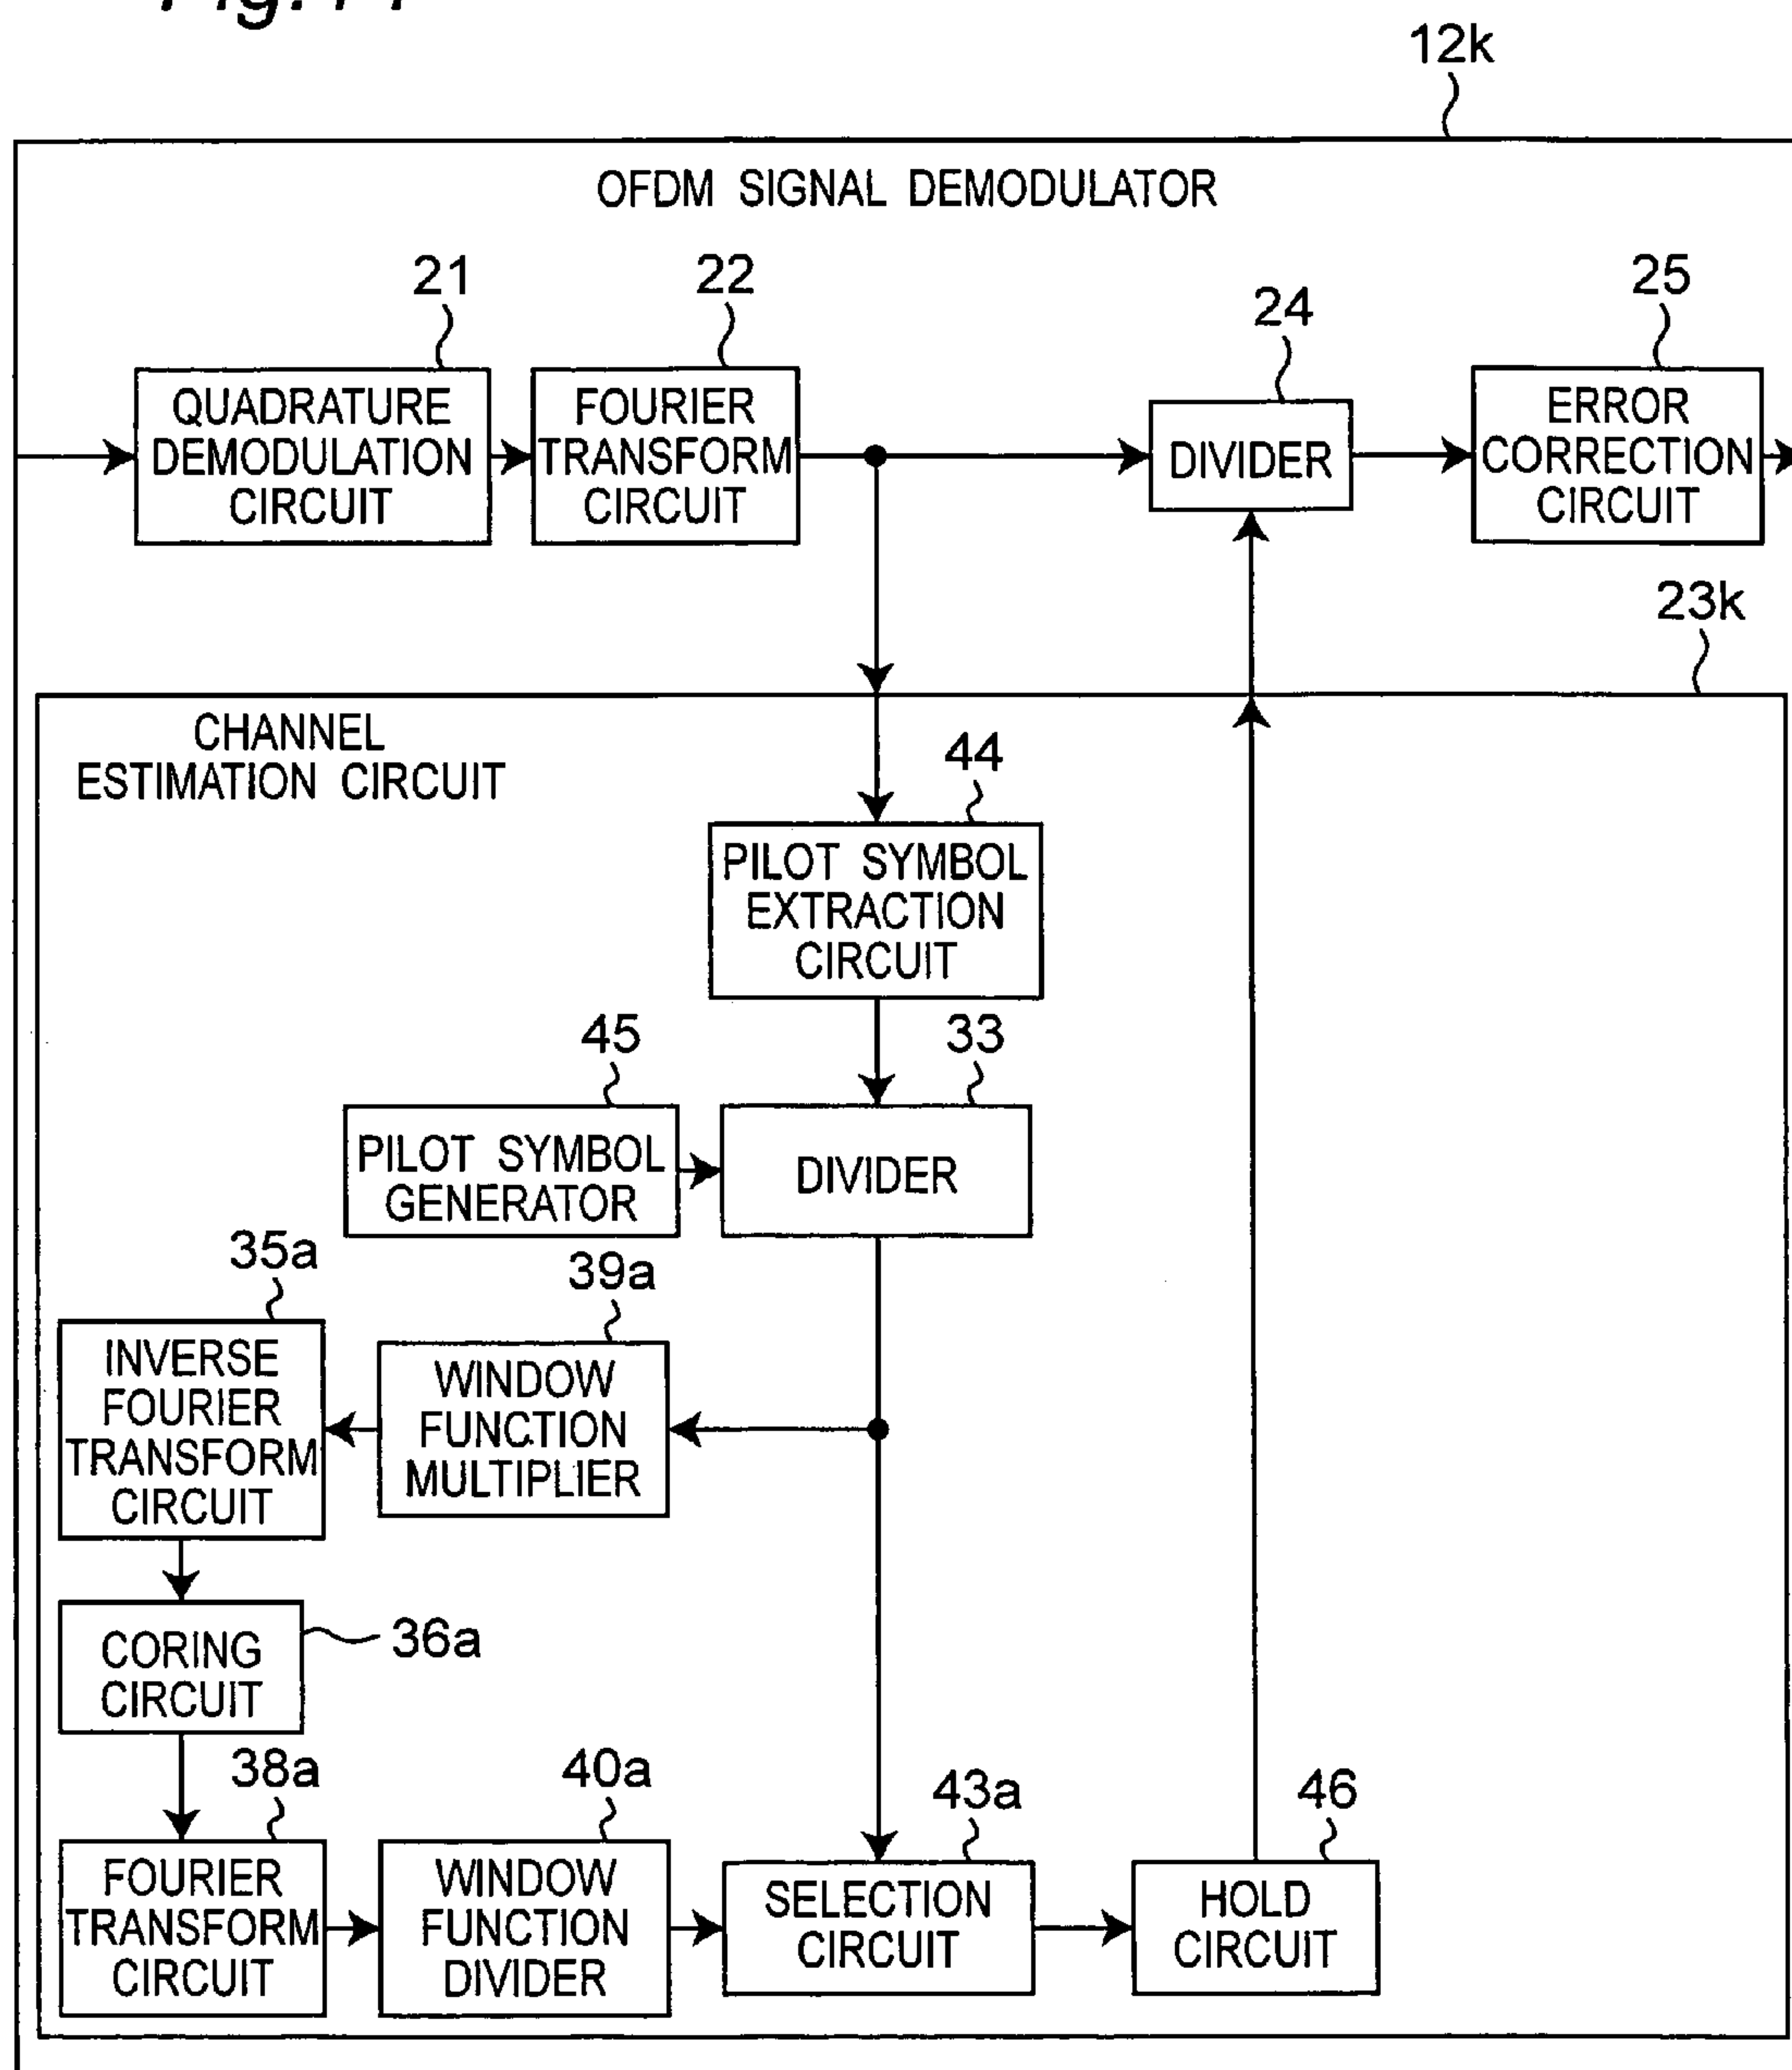 12k
OFDM SIGNAL DEMODULATOR
21
22
24
25
QUADRATURE
DEMODULATION
CIRCUIT
FOURIER
TRANSFORM
CIRCUIT
DIVIDER
ERROR
CORRECTION
CIRCUIT
23k
CHANNEL
ESTIMATION CIRCUIT
44
PILOT SYMBOL
EXTRACTION
CIRCUIT
45
33
PILOT SYMBOL
GENERATOR
DIVIDER
35a
39a
INVERSE
FOURIER
TRANSFORM
CIRCUIT
WINDOW
FUNCTION
MULTIPLIER
CORING
CIRCUIT
36a
38a
40a
43a
46
FOURIER
TRANSFORM
CIRCUIT
WINDOW
FUNCTION
DIVIDER
SELECTION
CIRCUIT
HOLD
CIRCUIT